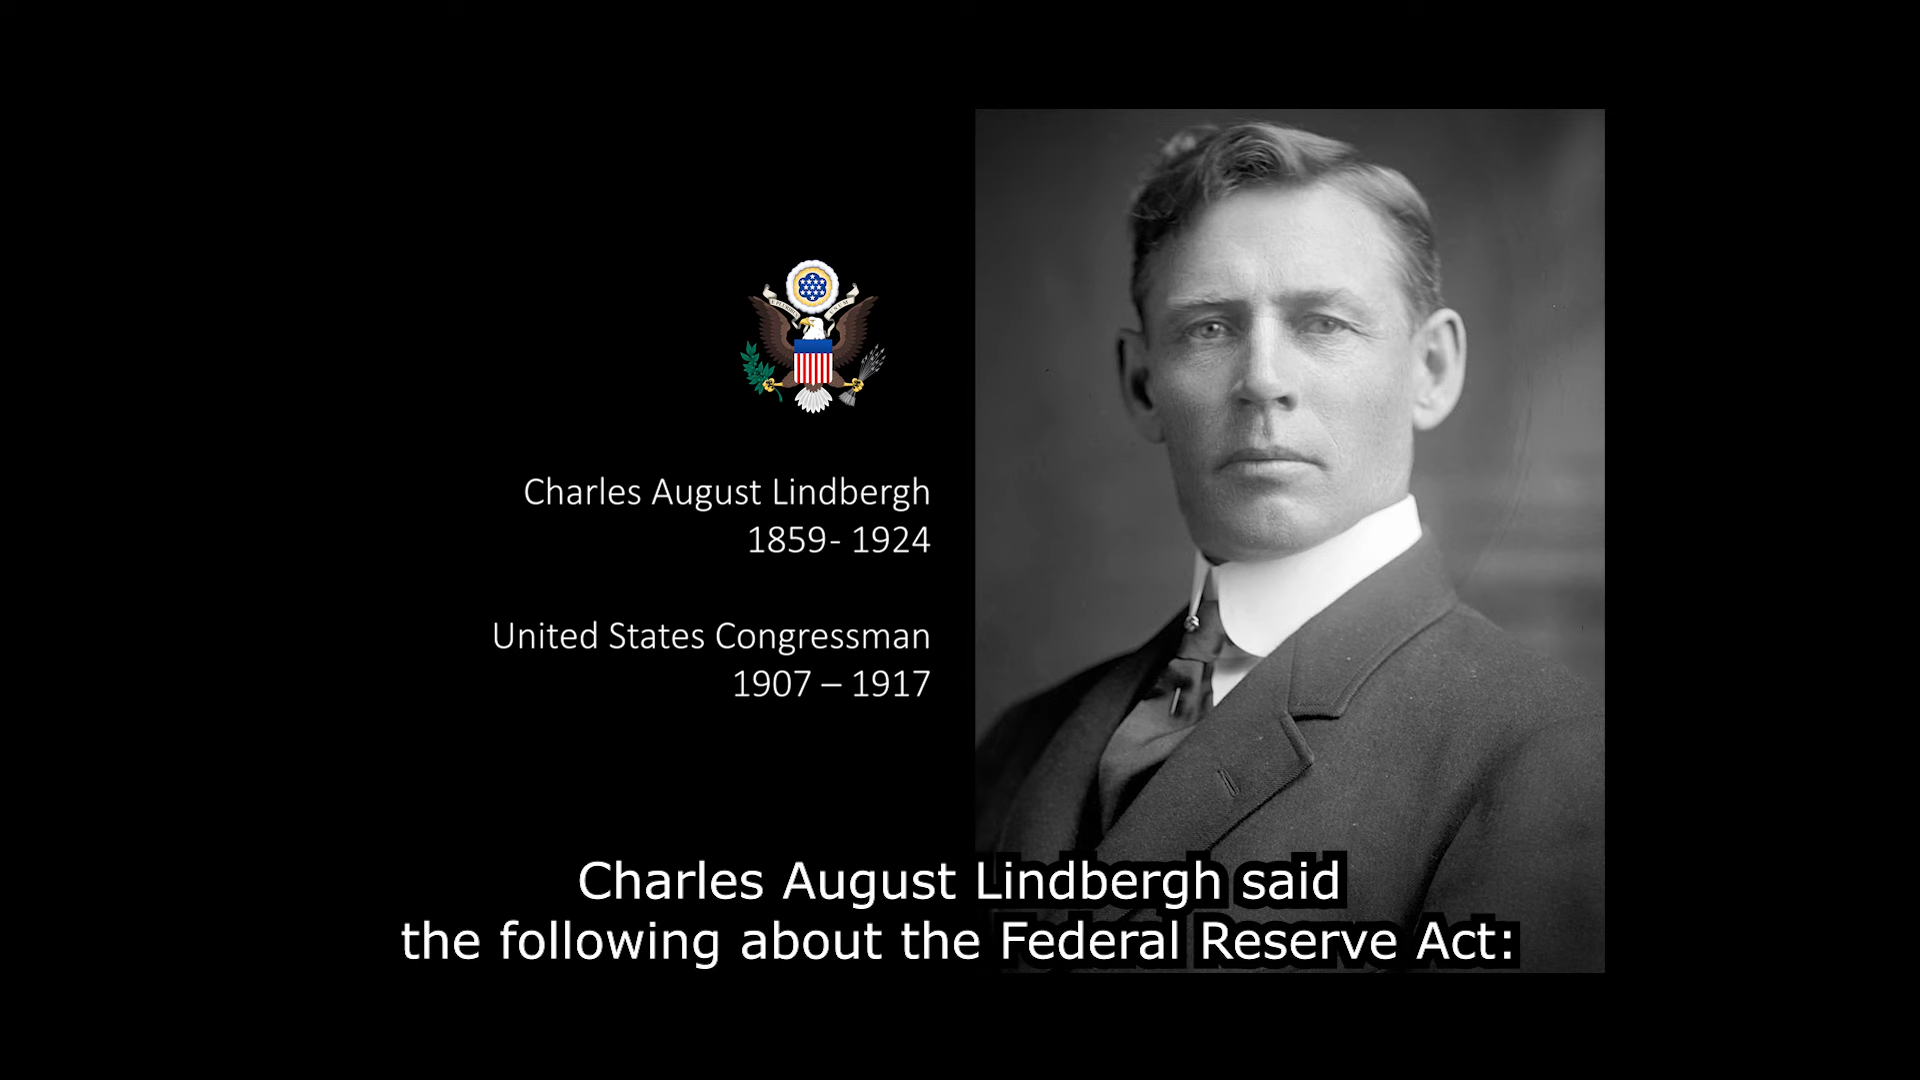 Charles August Lindbergh
1859- 1924
United States Congressman
1907 – 1917
Charles August Lindbergh said
the following about the Federal Reserve Act: